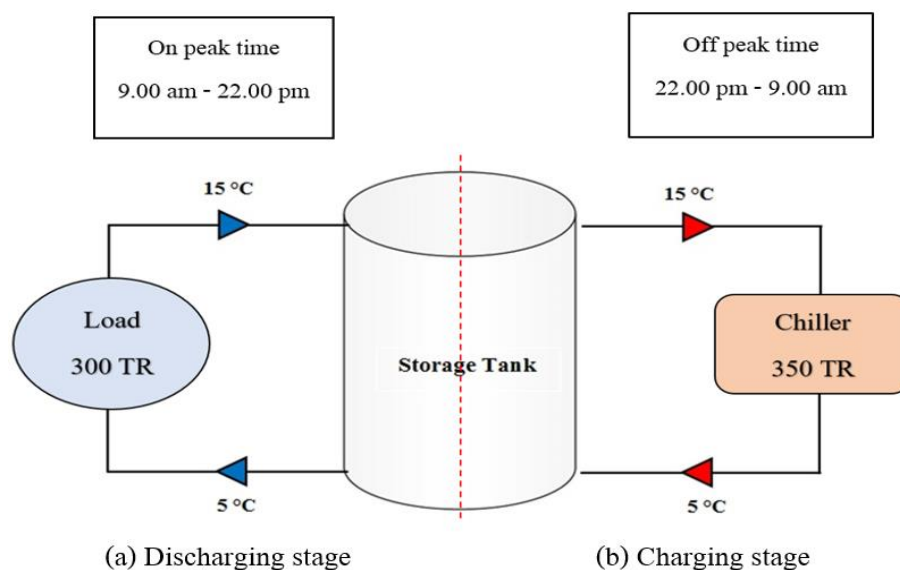 On peak time
9.00 am - 22.00 pm
Off peak time
22.00 pm - 9.00 am
15 °C
15 °C
Load
300 TR
Storage Tank
Chiller
350 TR
5 °C
5 °C
(a) Discharging stage
(b) Charging stage